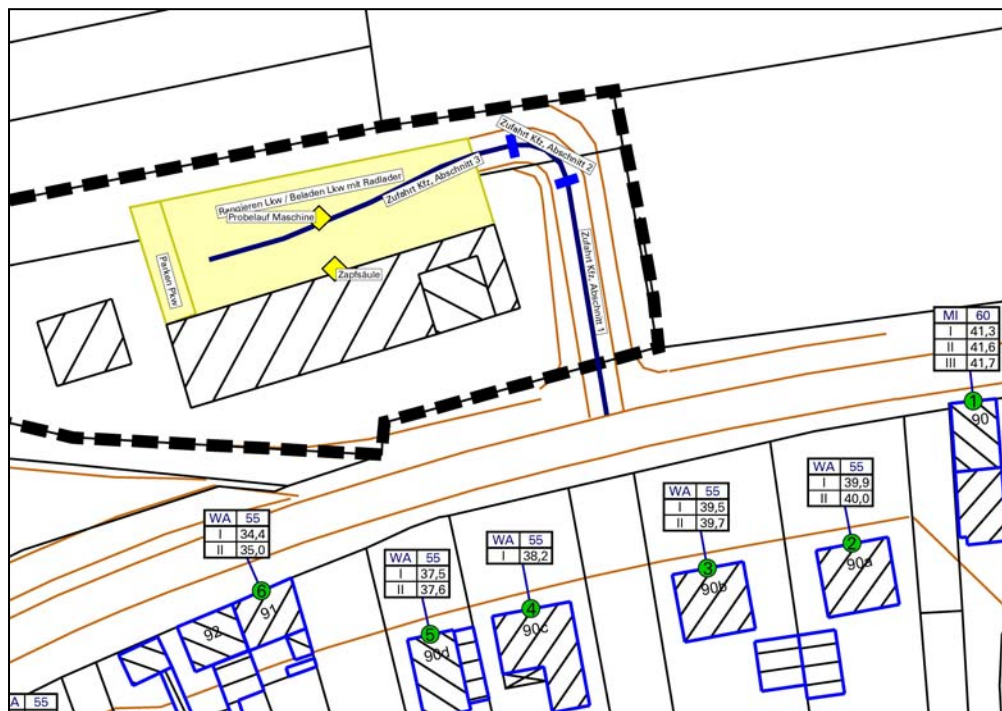 Zufahrt Kfz, Abschnitt 2
Zufahrt Kfz, Abschnitt 3
Rangieren Lkw / Beladen Lkw mit Radlader
Probelauf Maschine
Zapfsäule
Parken Pkw
Zufahrt Kfz, Abschnitt 1
MI 60
I 41,3
II 41,6
III 41,7
1
90
WA 55
I 39,9
II 40,0
2
90a
WA 55
I 39,5
II 39,7
3
90b
WA 55
I 38,2
4
90c
WA 55
I 37,5
II 37,6
5
90d
WA 55
I 34,4
II 35,0
6
91
92
A 55